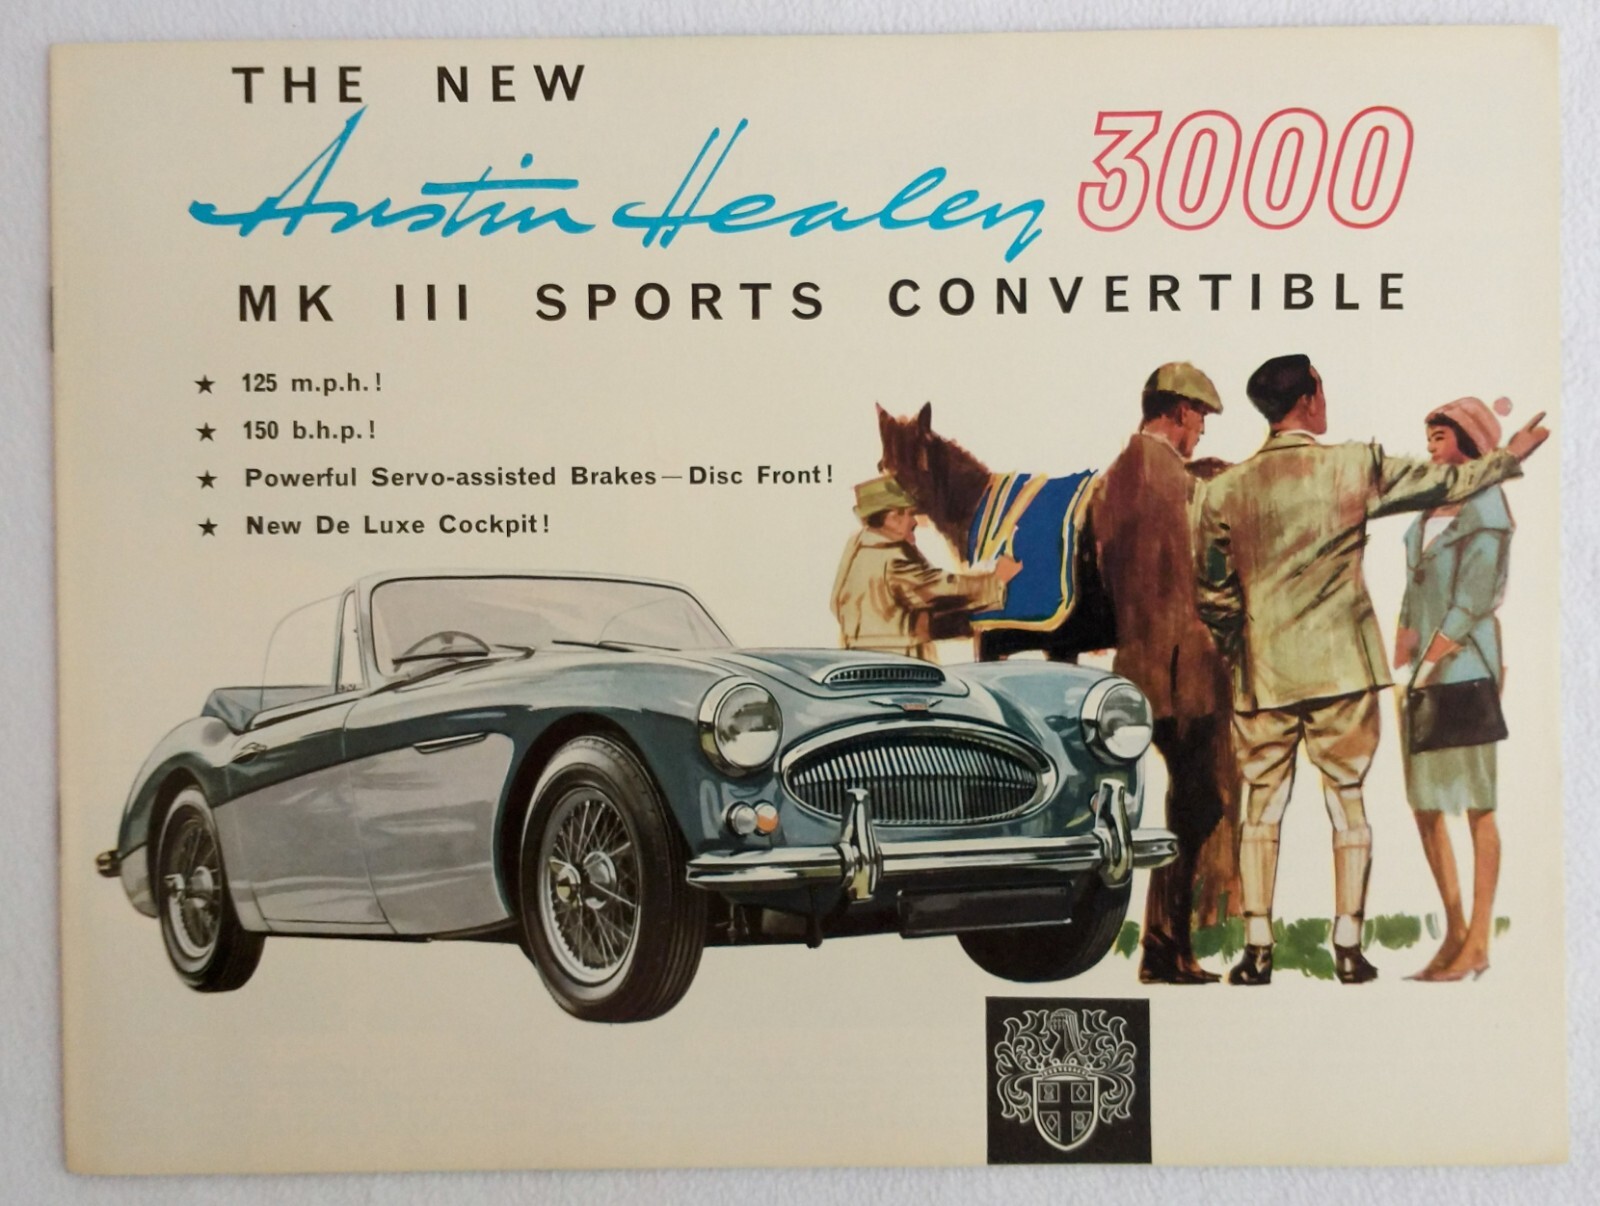 THE NEW
Austin Healey 3000
MK III SPORTS CONVERTIBLE
★ 125 m.p.h.!
★ 150 b.h.p.!
★ Powerful Servo-assisted Brakes—Disc Front!
★ New De Luxe Cockpit!